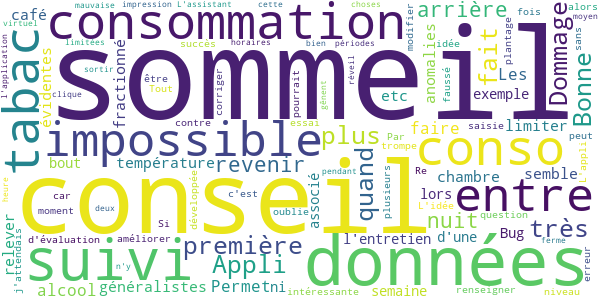 mauvaise impression L'assistant cette choses alors
café consommation arrière modifier fois moyen
virtuel limitées succès horaires bien périodes idée sans
l'application sortir être contre corriger pourrait réveil gênent plantage
tabac évidentes fractionné sommeil anomalies fait Les Dommage Bonne
clique Tout essai etc fausse exemple
impossible plus Par faire saisie limiter peut
bout température revenir trompe conso L'appli
car c'est pendant plusieurs chambre semble
heure moment deux conseil développée oublie associé quand Re lors entre
relever j'attendais d'évaluation Si première nuit L'idée question
améliorer l'entretien d'une Bug très
suivi n'y Appli données ferme erreur
alcool généralistes Permetni semaine intéressante renseigner niveau